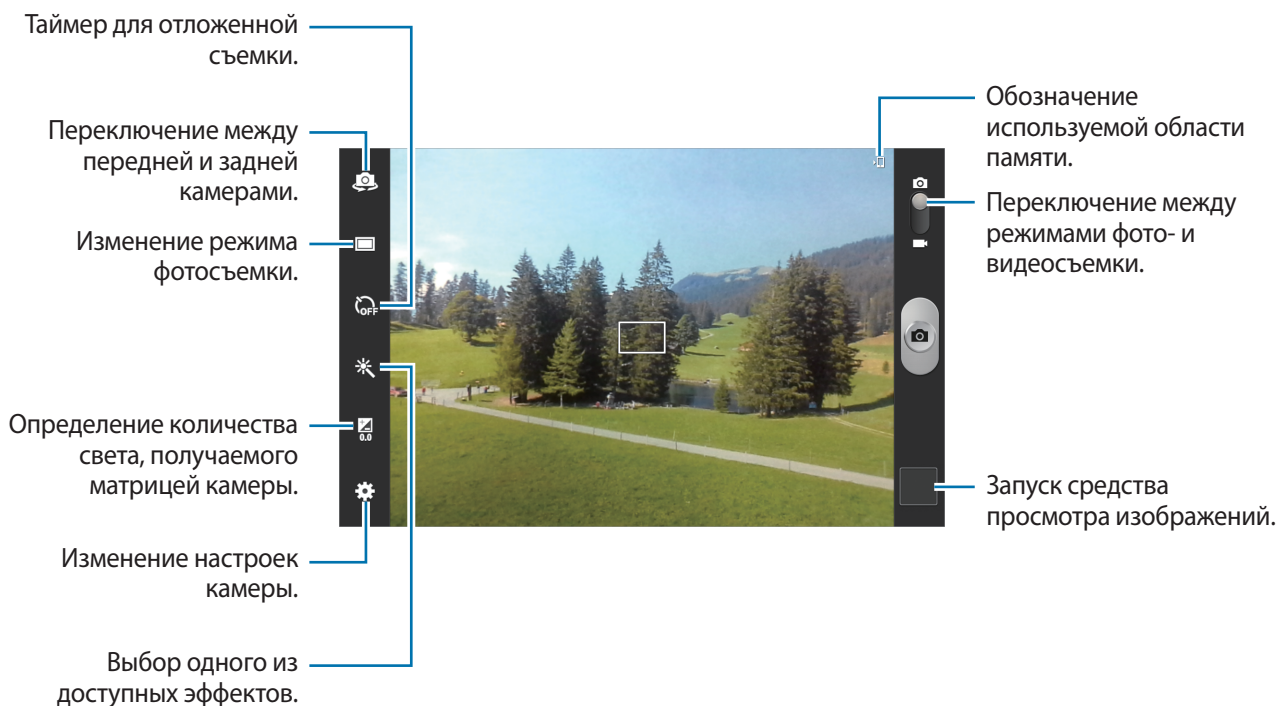 Таймер для отложенной
съемки.
Переключение между
передней и задней
камерами.
Изменение режима
фотосъемки.
Определение количества
света, получаемого
матрицей камеры.
Изменение настроек
камеры.
Выбор одного из
доступных эффектов.
OFF
0.0
Обозначение
используемой области
памяти.
Переключение между
режимами фото- и
видеосъемки.
Запуск средства
просмотра изображений.